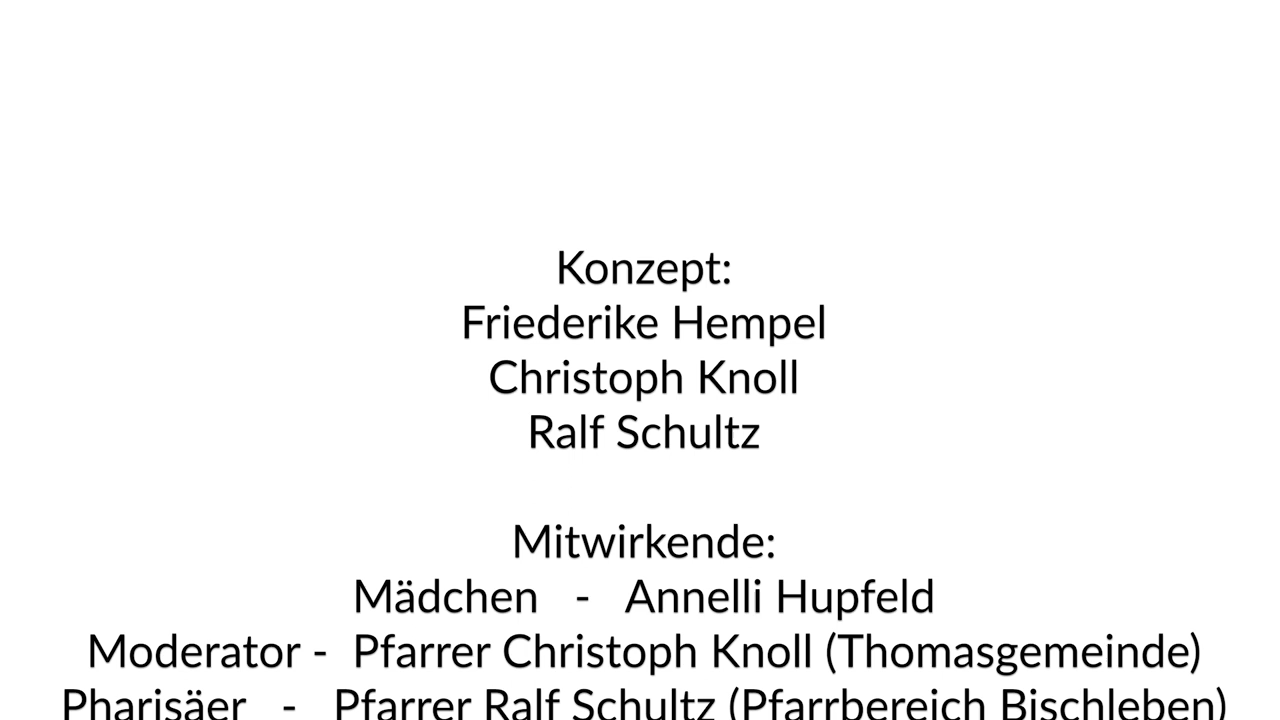 Konzept:
Friederike Hempel
Christoph Knoll
Ralf Schultz
Mitwirkende:
Mädchen - Annelli Hupfeld
Moderator - Pfarrer Christoph Knoll (Thomasgemeinde)
Pharisäer - Pfarrer Ralf Schultz (Pfarrbereich Bischleben)